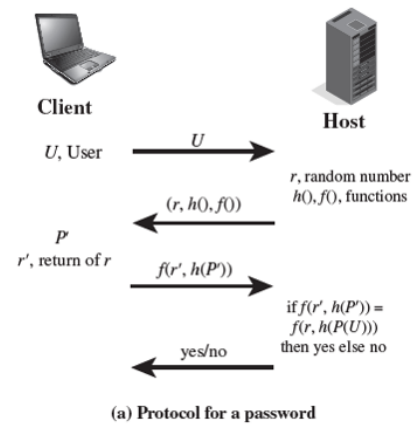 Client
Host
U, User
U
r, random number
h(), f(), functions
(r, h(), f())
P'
r', return of r
f(r', h(P'))
if f(r', h(P')) =
f(r, h(P(U)))
then yes else no
yes/no
(a) Protocol for a password